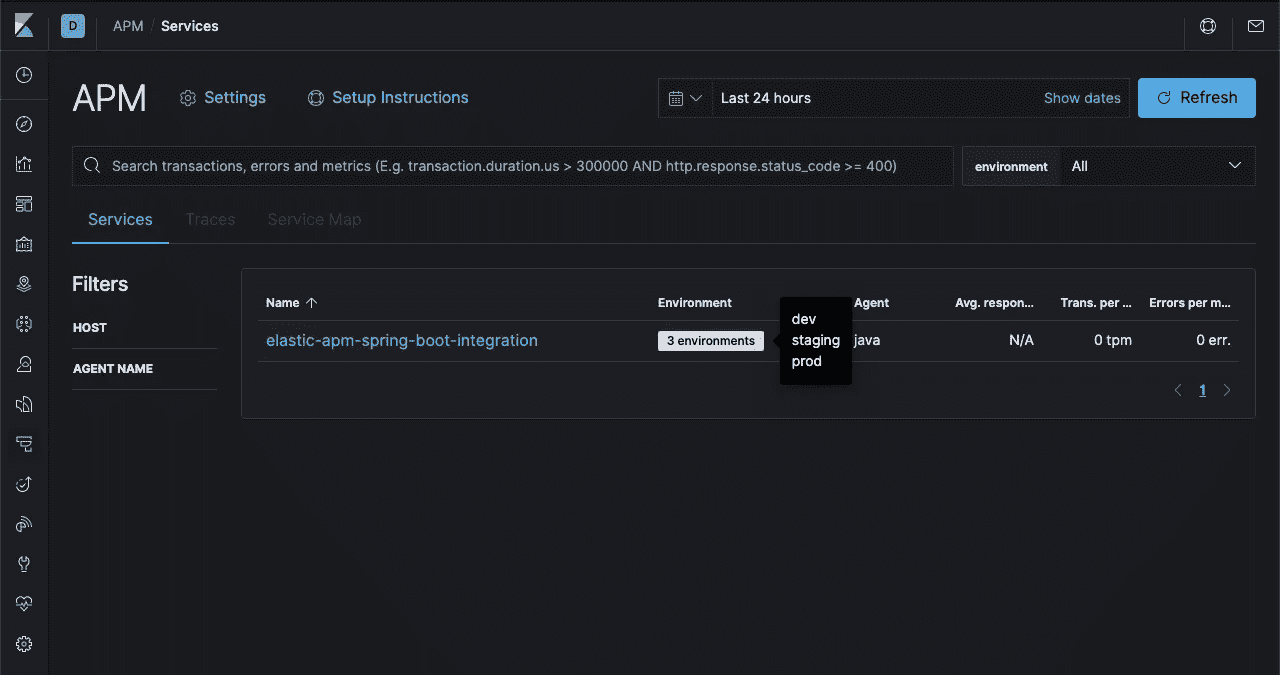 D APM / Services
APM Settings Setup Instructions Last 24 hours Show dates Refresh
Search transactions, errors and metrics (E.g. transaction.duration.us > 300000 AND http.response.status_code >= 400) environment All
Services Traces Service Map
Filters
HOST
AGENT NAME
Name Environment Agent Avg. respon... Trans. per ... Errors per m...
elastic-apm-spring-boot-integration 3 environments java N/A 0 tpm 0 err.
dev
staging
prod
1